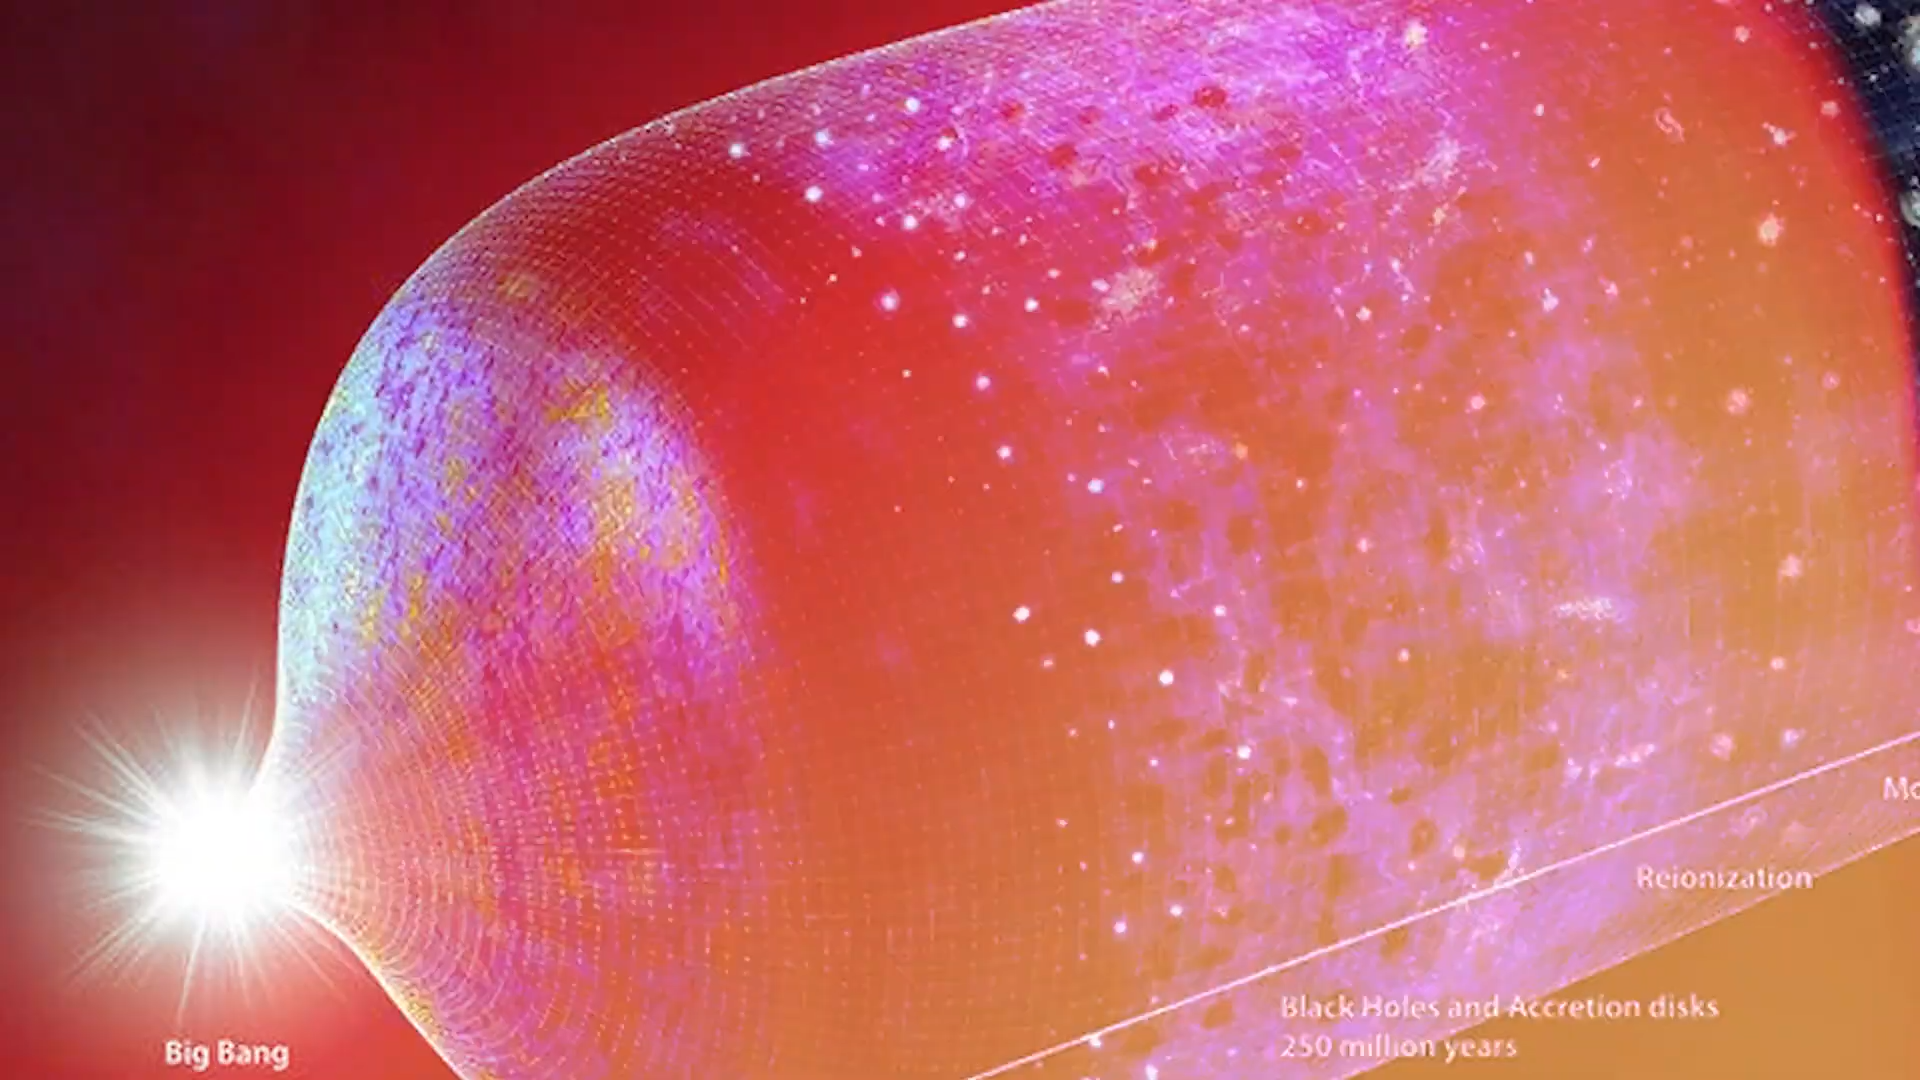 Reionization
Black Holes and Accretion disks
250 million years
Big Bang